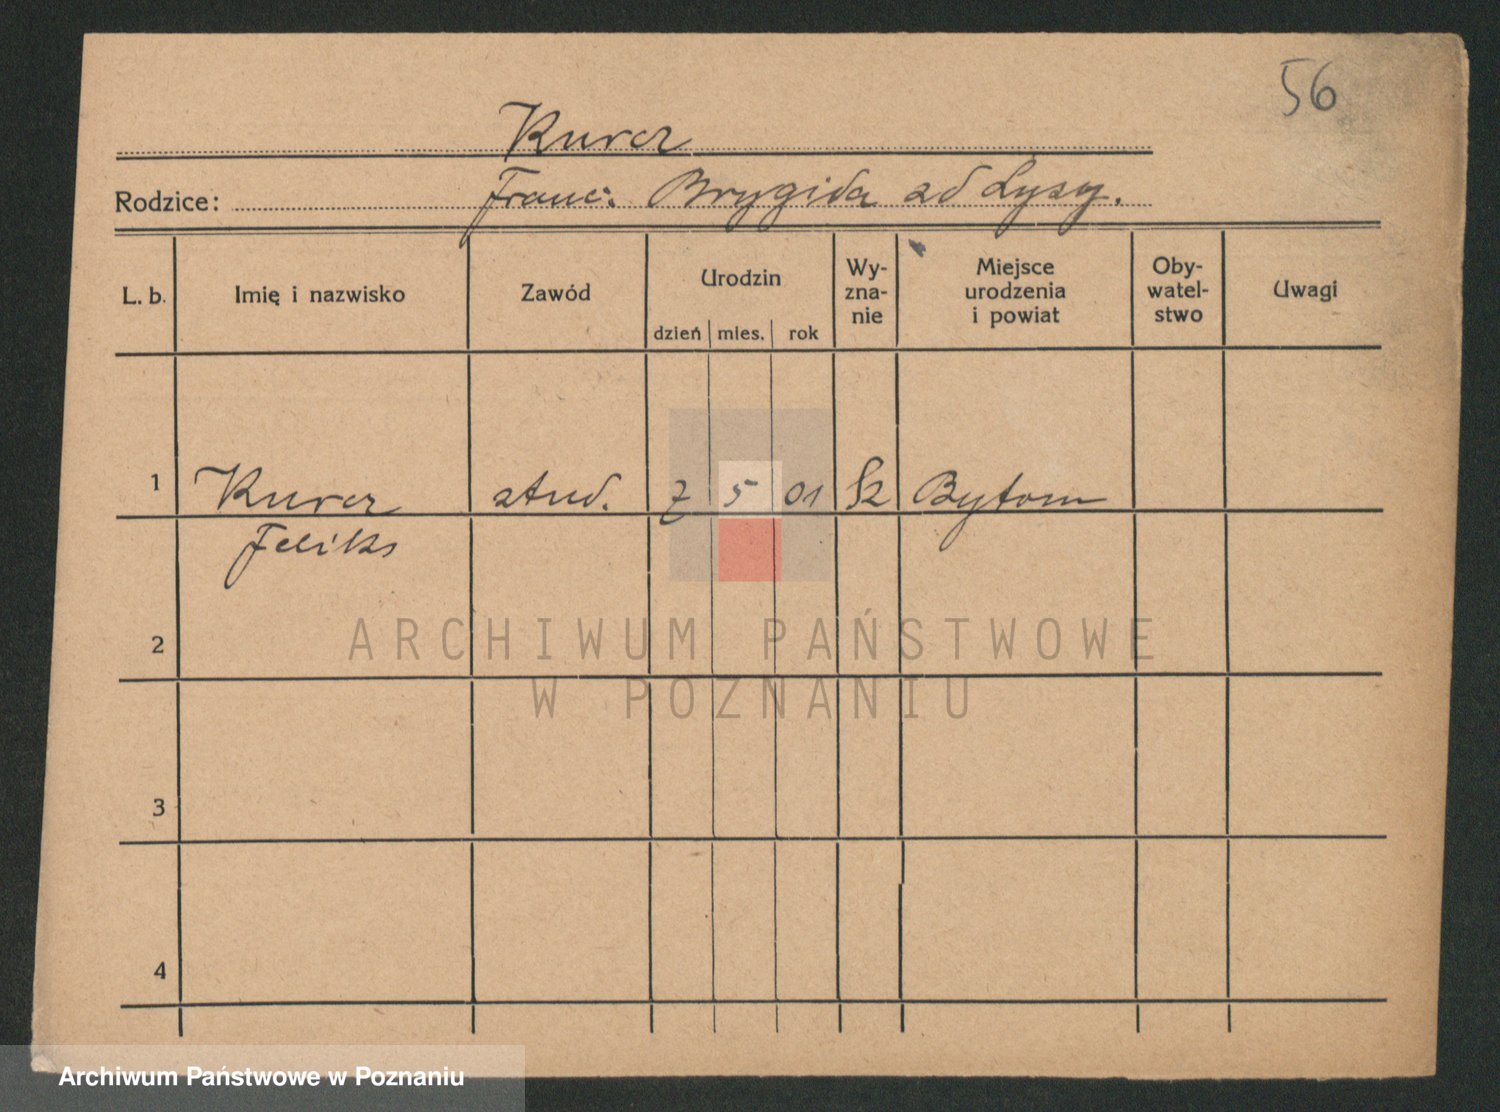 56
Kurcz
Rodzice: Franc: Brygida zd Łyzy.
L. b. Imię i nazwisko Zawód Urodzin dzień mies. rok Wy-zna-nie Miejsce urodzenia i powiat Oby-watel-stwo Uwagi
1 Kurcz stud. 7 5 01 Bytom
Feliks
2
ARCHIWUM PAŃSTWOWE
W POZNANIU
3
4
Archiwum Państwowe w Poznaniu